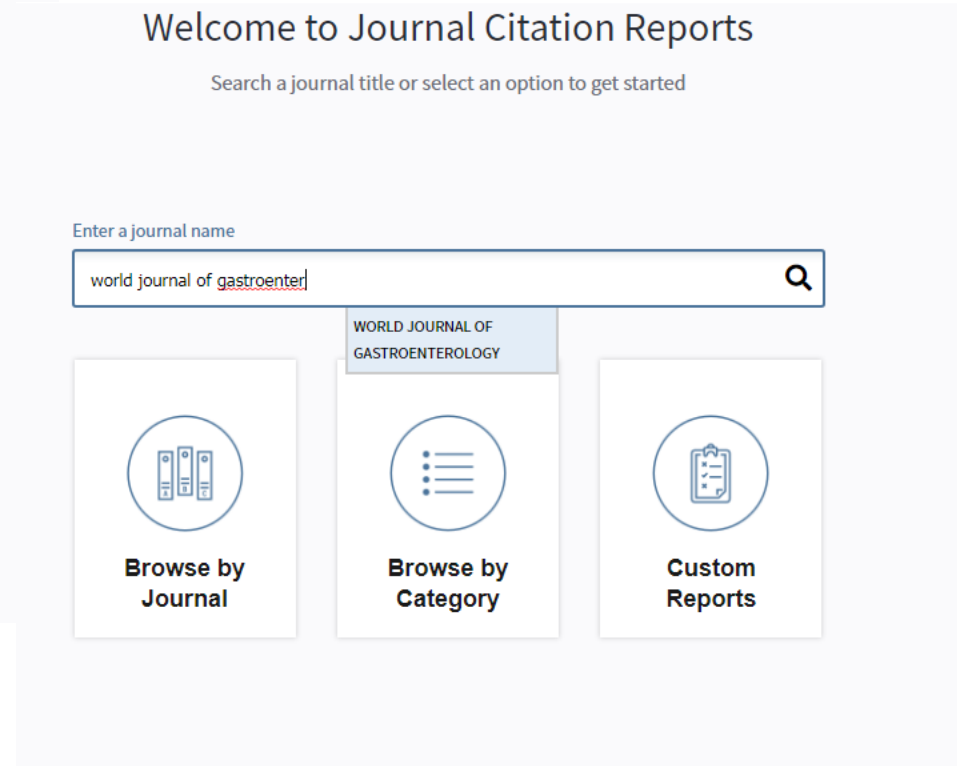 Welcome to Journal Citation Reports
Search a journal title or select an option to get started
Enter a journal name
world journal of gastroenter
WORLD JOURNAL OF
GASTROENTEROLOGY
A B C
Browse by
Journal
Browse by
Category
Custom
Reports